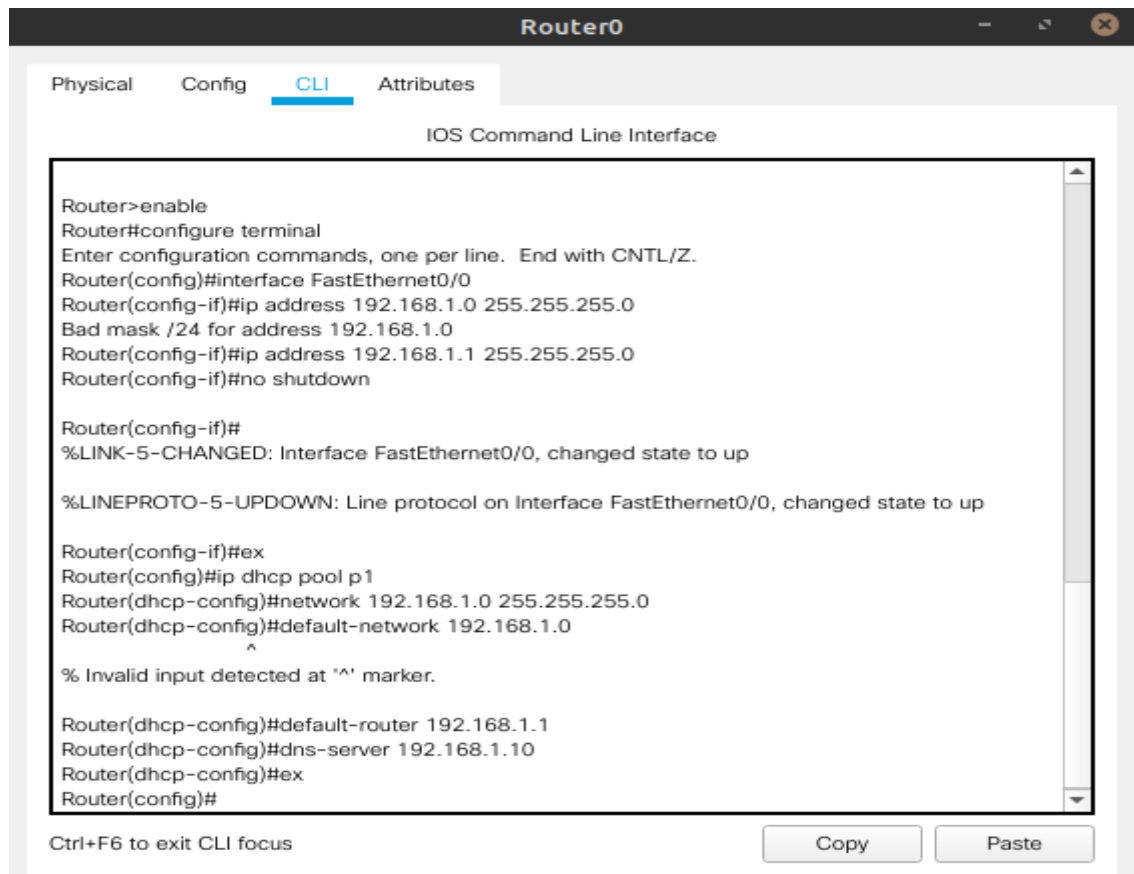 Router0
Physical Config CLI Attributes
IOS Command Line Interface
Router>enable
Router#configure terminal
Enter configuration commands, one per line.  End with CNTL/Z.
Router(config)#interface FastEthernet0/0
Router(config-if)#ip address 192.168.1.0 255.255.255.0
Bad mask /24 for address 192.168.1.0
Router(config-if)#ip address 192.168.1.1 255.255.255.0
Router(config-if)#no shutdown
Router(config-if)#
%LINK-5-CHANGED: Interface FastEthernet0/0, changed state to up
%LINEPROTO-5-UPDOWN: Line protocol on Interface FastEthernet0/0, changed state to up
Router(config-if)#ex
Router(config)#ip dhcp pool p1
Router(dhcp-config)#network 192.168.1.0 255.255.255.0
Router(dhcp-config)#default-network 192.168.1.0
^
% Invalid input detected at '^' marker.
Router(dhcp-config)#default-router 192.168.1.1
Router(dhcp-config)#dns-server 192.168.1.10
Router(dhcp-config)#ex
Router(config)#
Ctrl+F6 to exit CLI focus Copy Paste